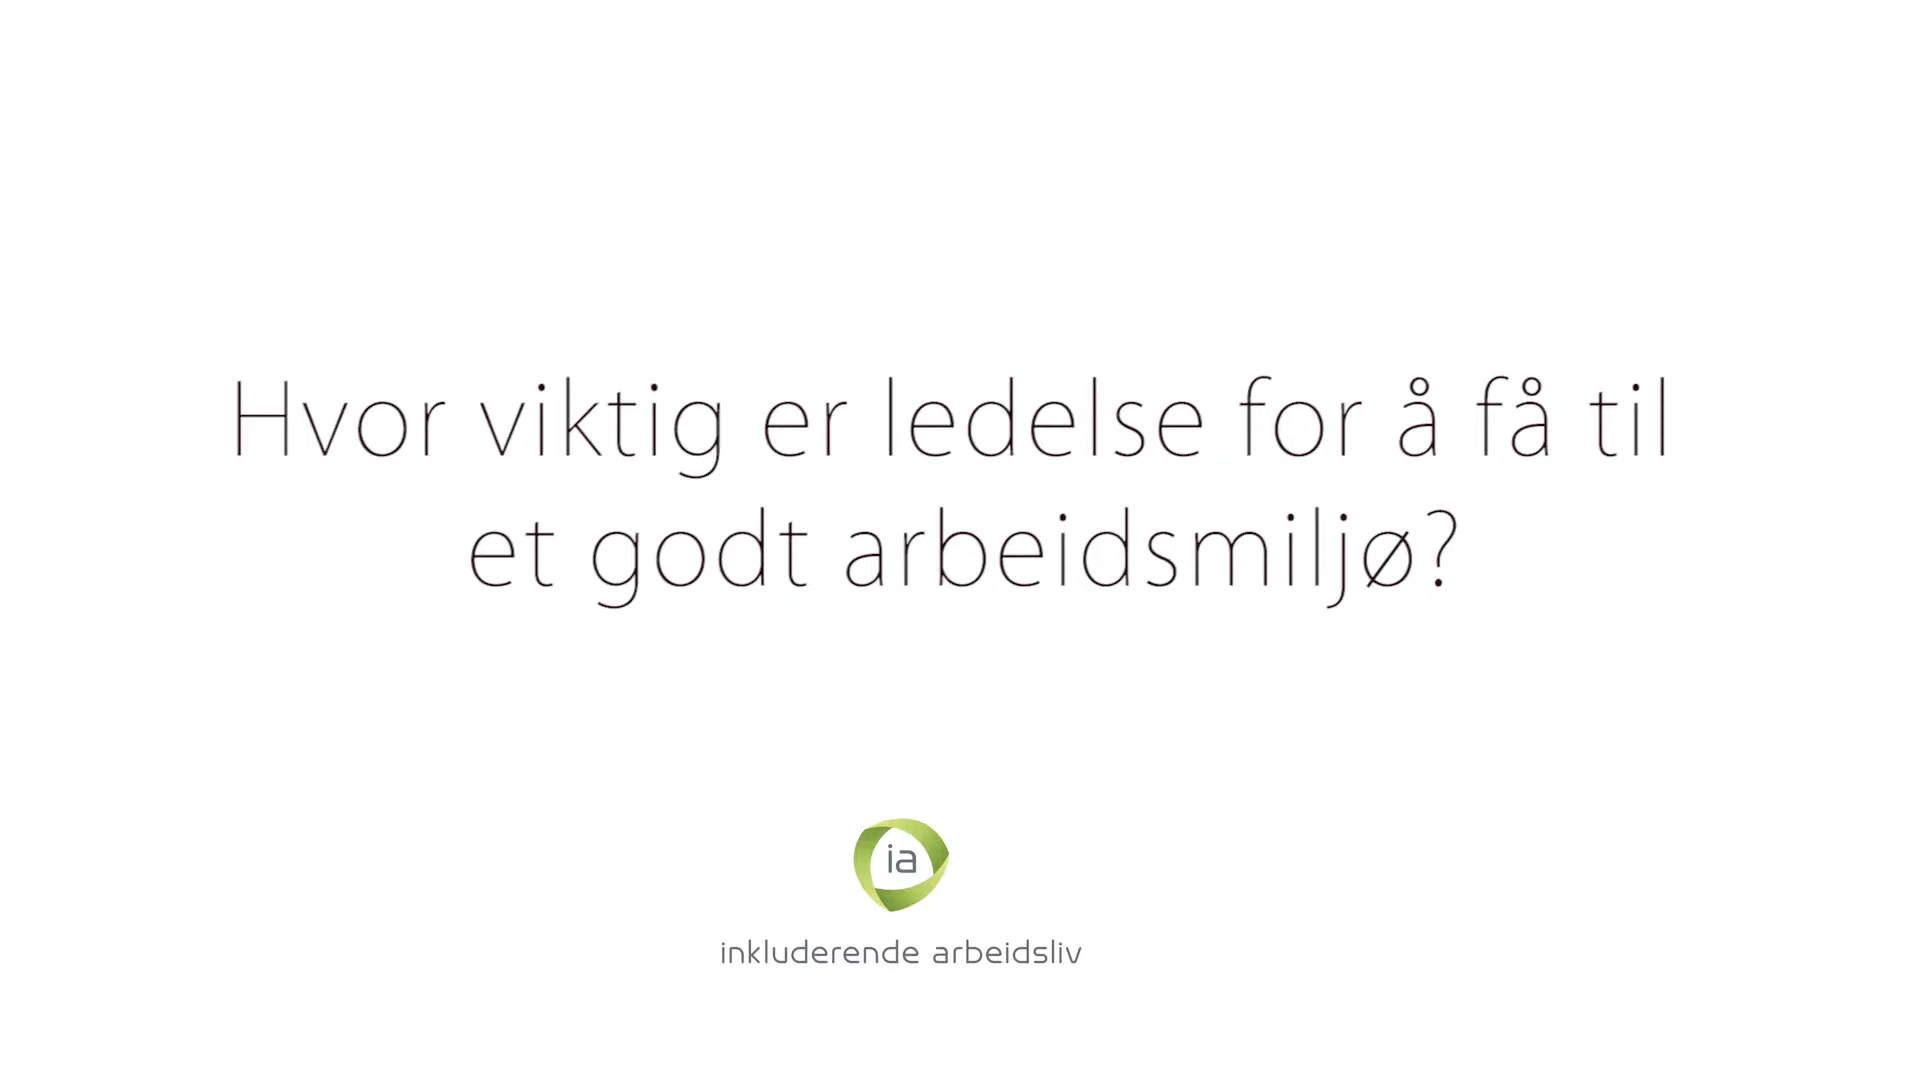 Hvor viktig er ledelse for å få til
et godt arbeidsmiljø?
ia
inkluderende arbeidsliv